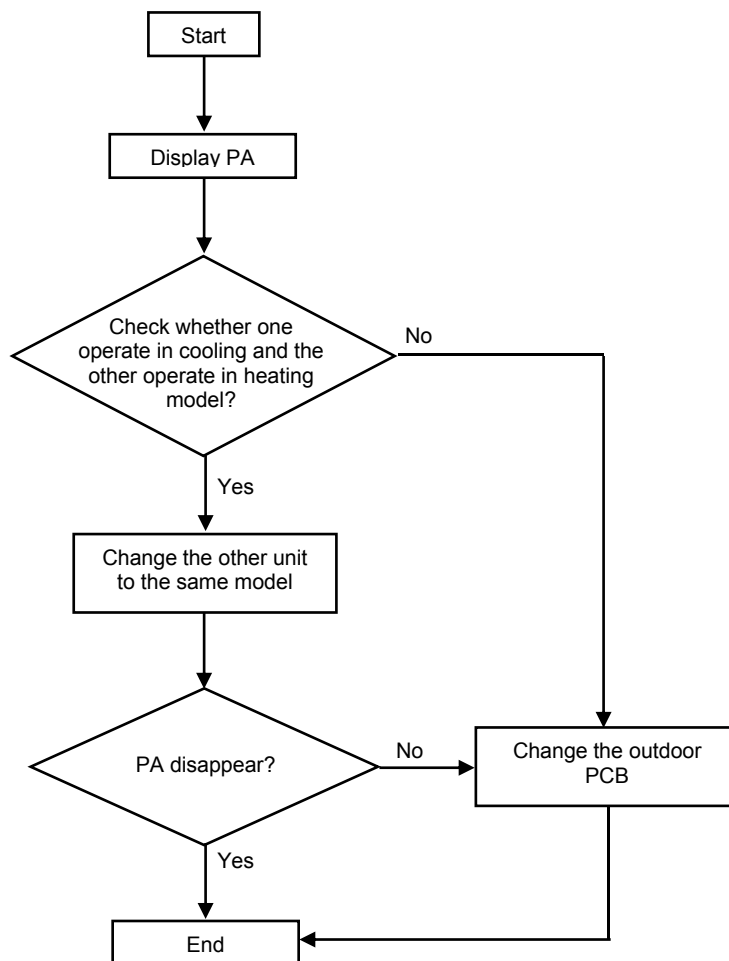 Start
Display PA
Check whether one
operate in cooling and the
other operate in heating
model?
No
Yes
Change the other unit
to the same model
PA disappear?
No
Change the outdoor
PCB
Yes
End